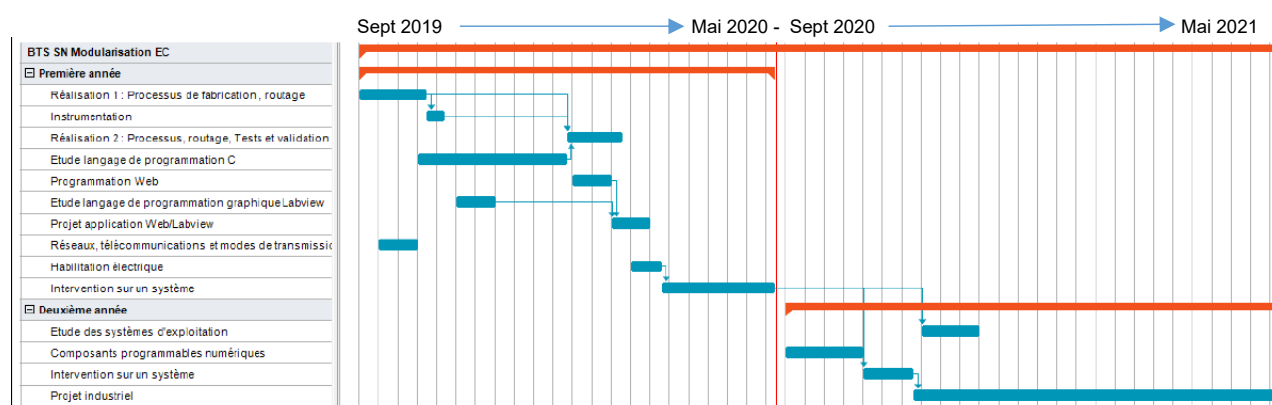 Sept 2019 Mai 2020 - Sept 2020 Mai 2021
BTS SN Modularisation EC
Première année
Réalisation 1 : Processus de fabrication , routage
Instrumentation
Réalisation 2 : Processus, routage, Tests et validation
Etude langage de programmation C
Programmation Web
Etude langage de programmation graphique Labview
Projet application Web/Labview
Réseaux, télécommunications et modes de transmissic
Habilitation électrique
Intervention sur un système
Deuxième année
Etude des systèmes d'exploitation
Composants programmables numériques
Intervention sur un système
Projet industriel